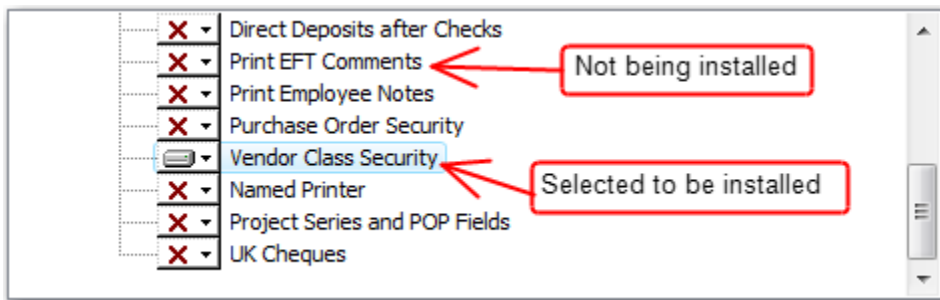 Direct Deposits after Checks
Print EFT Comments
Not being installed
Print Employee Notes
Purchase Order Security
Vendor Class Security
Selected to be installed
Named Printer
Project Series and POP Fields
UK Cheques